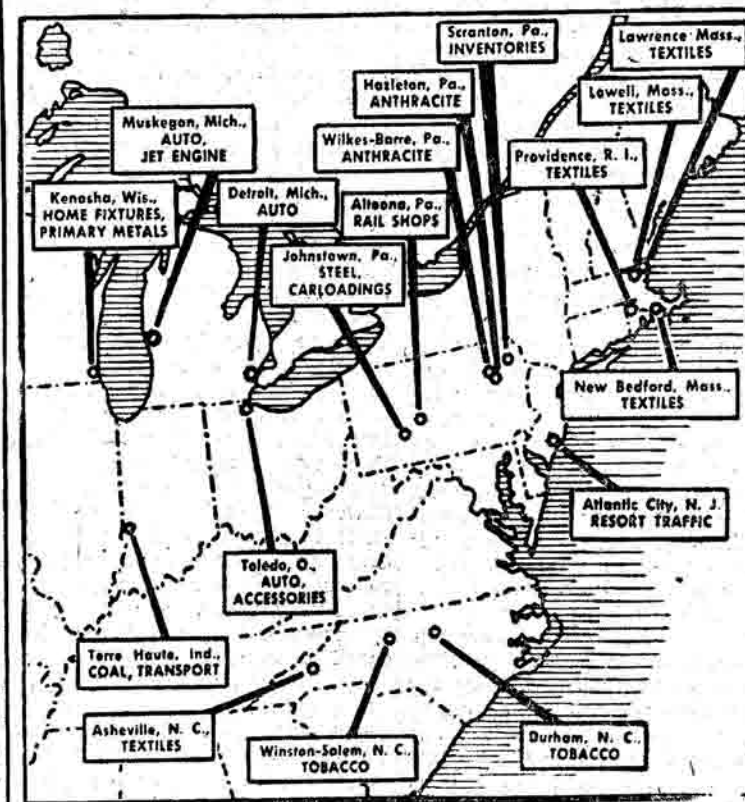 Scranton, Pa.,
INVENTORIES
Lawrence Mass.,
TEXTILES
Hazleton, Pa.,
ANTHRACITE
Lowell, Mass.,
TEXTILES
Muskegon, Mich.,
AUTO,
JET ENGINE
Wilkes-Barre, Pa.,
ANTHRACITE
Providence, R. I.,
TEXTILES
Kenosha, Wis.,
HOME FIXTURES,
PRIMARY METALS
Detroit, Mich.,
AUTO
Altoona, Pa.,
RAIL SHOPS
Johnstown, Pa.,
STEEL,
CARLOADINGS
New Bedford, Mass.,
TEXTILES
Atlantic City, N. J.
RESORT TRAFFIC
Toledo, O.,
AUTO,
ACCESSORIES
Terre Haute, Ind.,
COAL, TRANSPORT
Asheville, N. C.,
TEXTILES
Winston-Salem, N. C.,
TOBACCO
Durham, N. C.,
TOBACCO